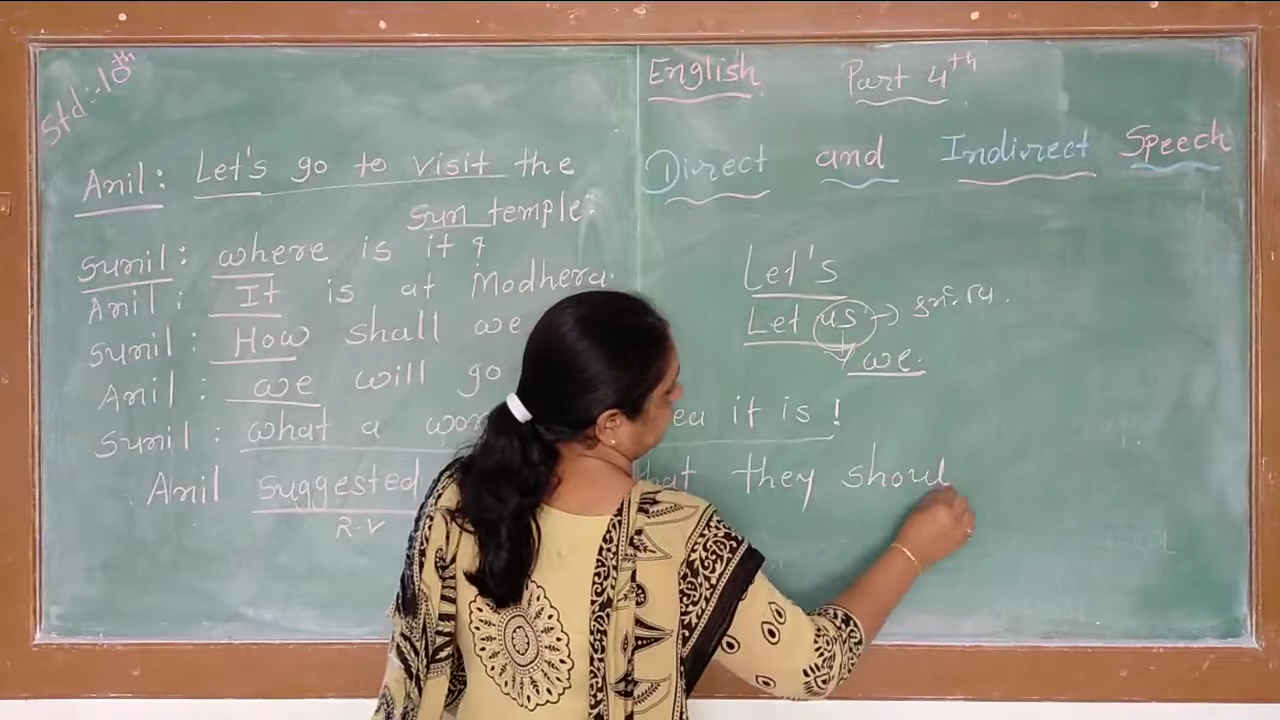 Std:-10th
Anil: Let's go to visit the
sun temple.
Sunil: where is it?
Anil: It is at Modhera.
Sunil: How shall we
Anil: we will go
Sunil: what a it is!
Anil suggested that they shoul
R.V
English Part 4th
Direct and Indirect Speech
Let's
Let us →
we.